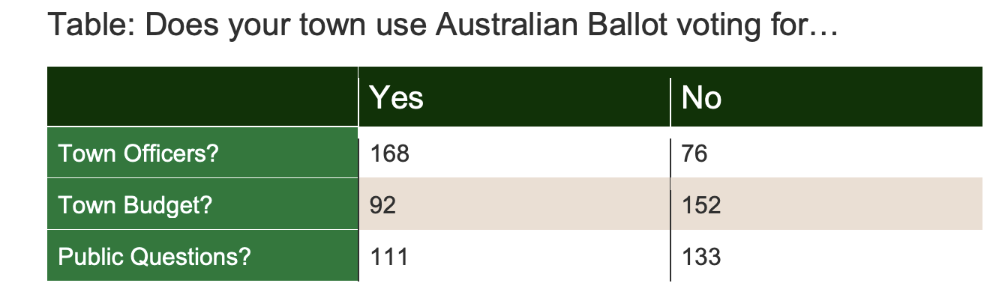 Table: Does your town use Australian Ballot voting for…
Yes No
Town Officers? 168 76
Town Budget? 92 152
Public Questions? 111 133